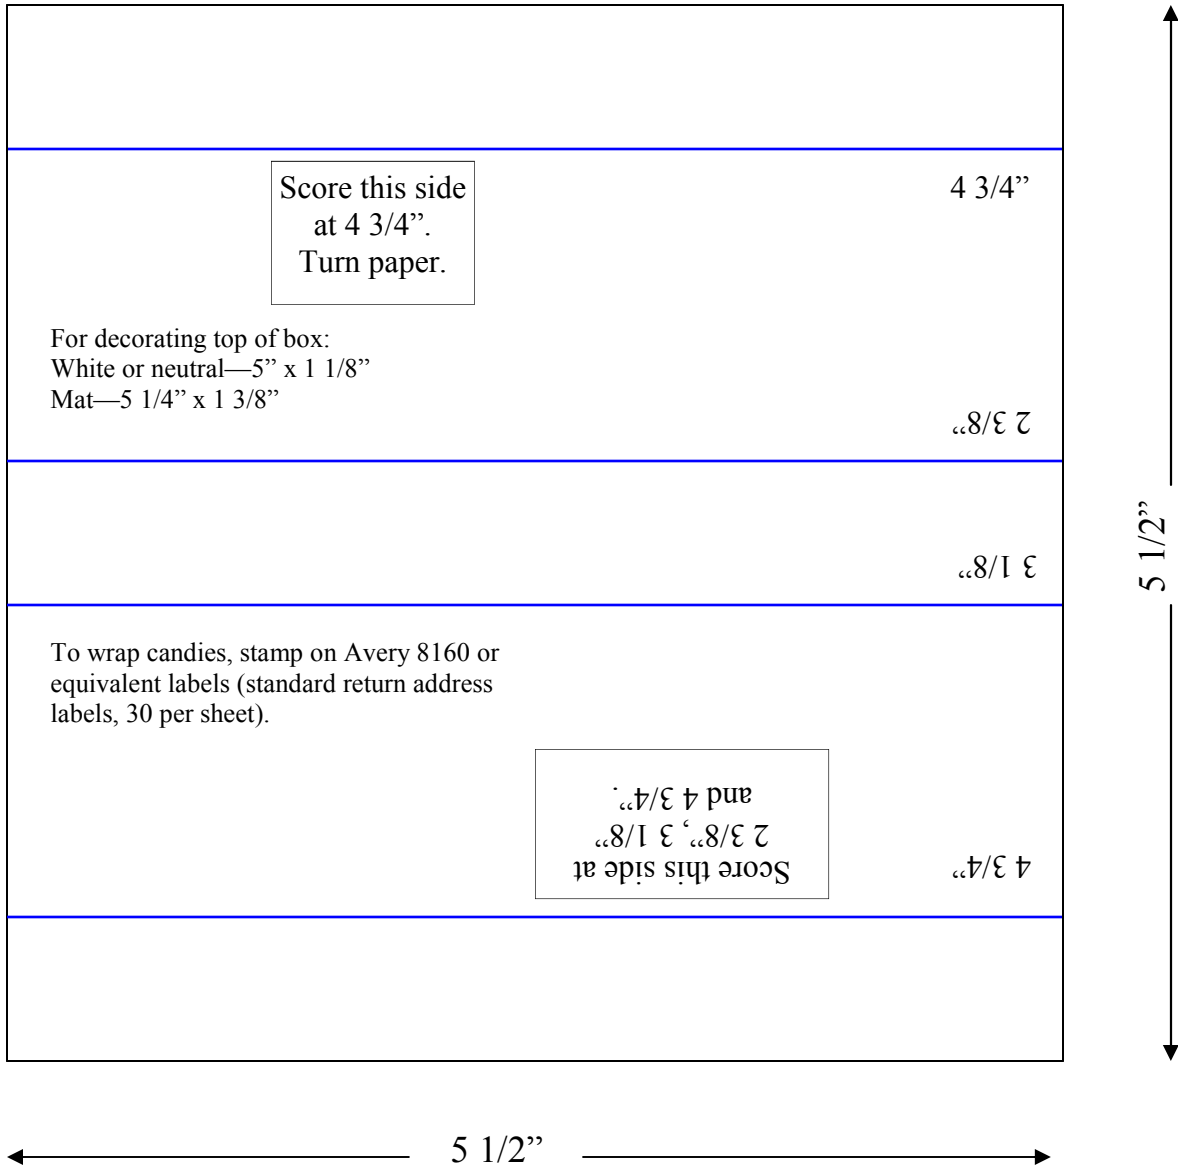 Score this side
at 4 3/4”.
Turn paper.
4 3/4”
For decorating top of box:
White or neutral—5” x 1 1/8”
Mat—5 1/4” x 1 3/8”
2 3/8”
3 1/8”
5 1/2”
To wrap candies, stamp on Avery 8160 or
equivalent labels (standard return address
labels, 30 per sheet).
Score this side at
2 3/8”, 3 1/8”
and 4 3/4”.
4 3/4”
5 1/2”